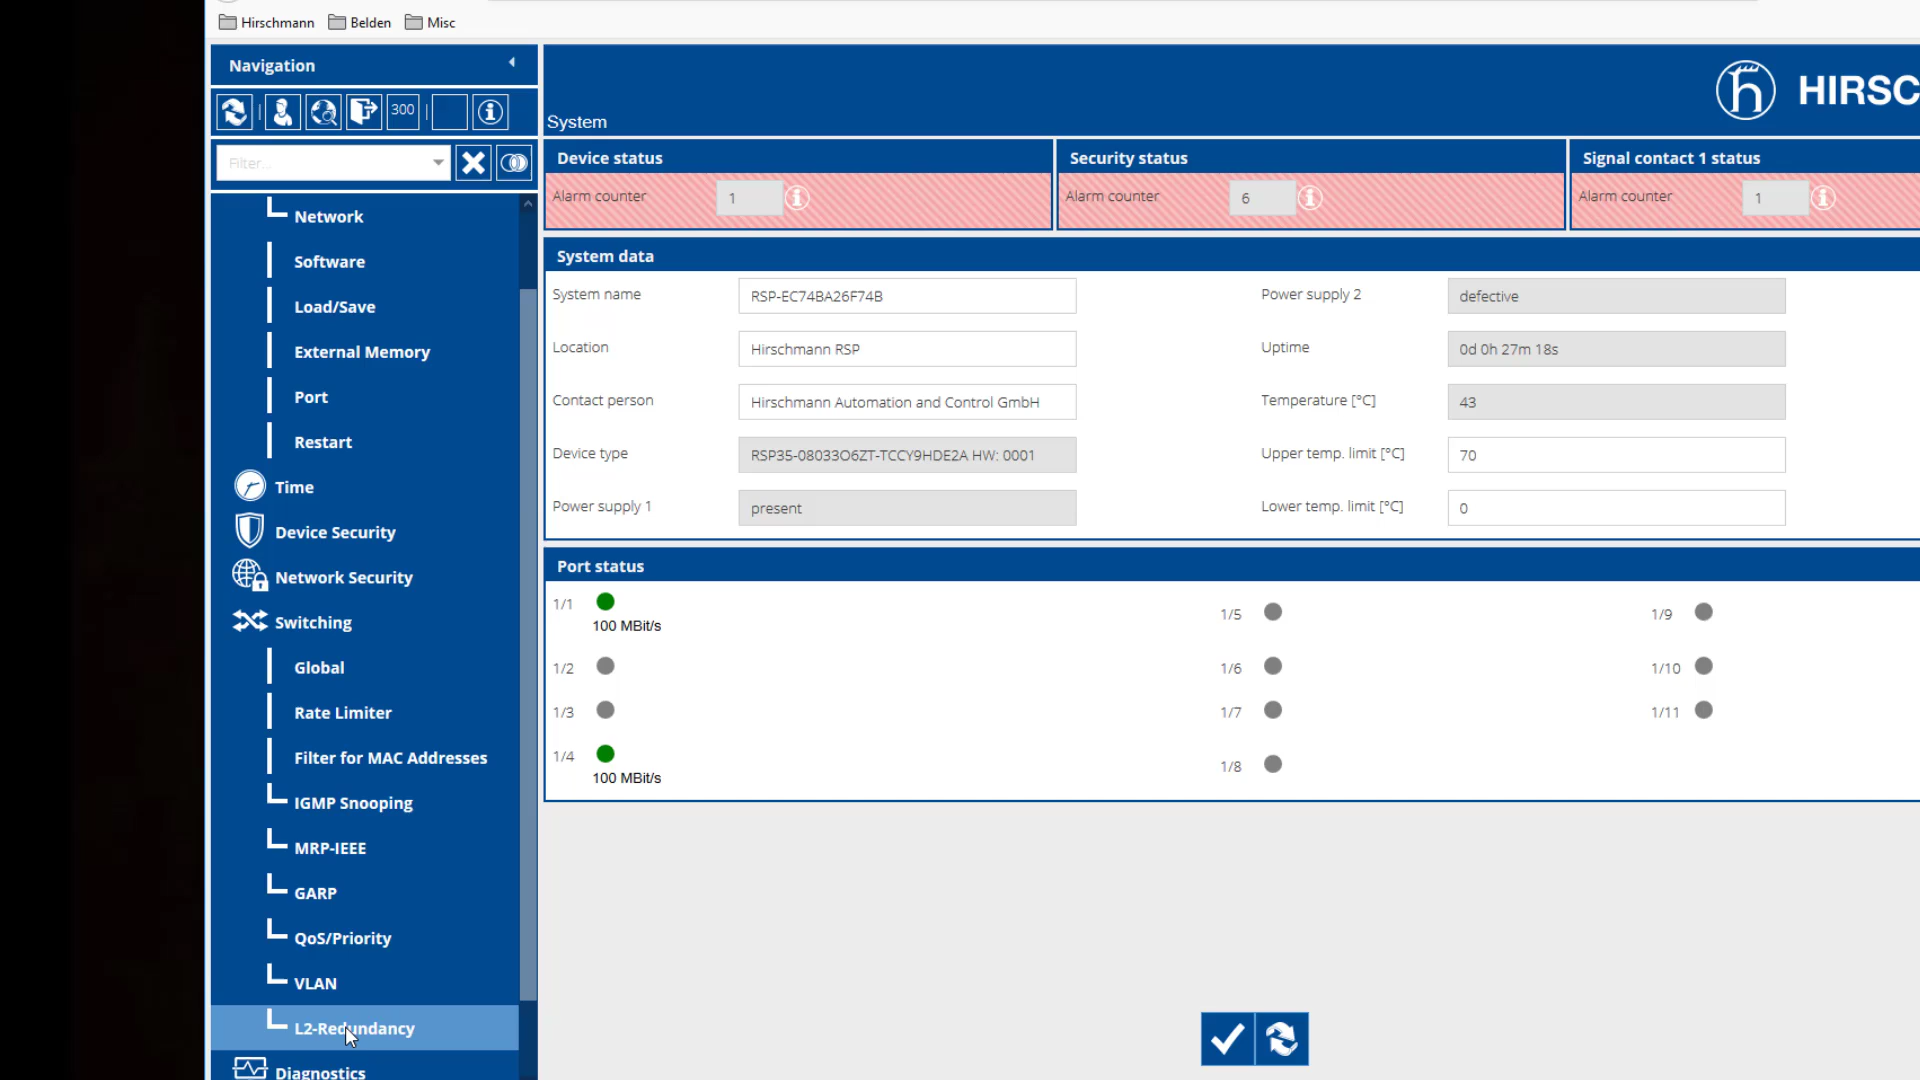 Hirschmann Belden Misc
Navigation
300
Filter...
Network
Software
Load/Save
External Memory
Port
Restart
Time
Device Security
Network Security
Switching
Global
Rate Limiter
Filter for MAC Addresses
IGMP Snooping
MRP-IEEE
GARP
QoS/Priority
VLAN
L2-Redundancy
Diagnostics
HIRSC
System
Device status
Alarm counter 1
Security status
Alarm counter 6
Signal contact 1 status
Alarm counter 1
System data
System name RSP-EC74BA26F74B
Location Hirschmann RSP
Contact person Hirschmann Automation and Control GmbH
Device type RSP35-08033O6ZT-TCCY9HDE2A HW: 0001
Power supply 1 present
Power supply 2 defective
Uptime 0d 0h 27m 18s
Temperature [°C] 43
Upper temp. limit [°C] 70
Lower temp. limit [°C] 0
Port status
1/1
100 MBit/s
1/2
1/3
1/4
100 MBit/s
1/5
1/6
1/7
1/8
1/9
1/10
1/11